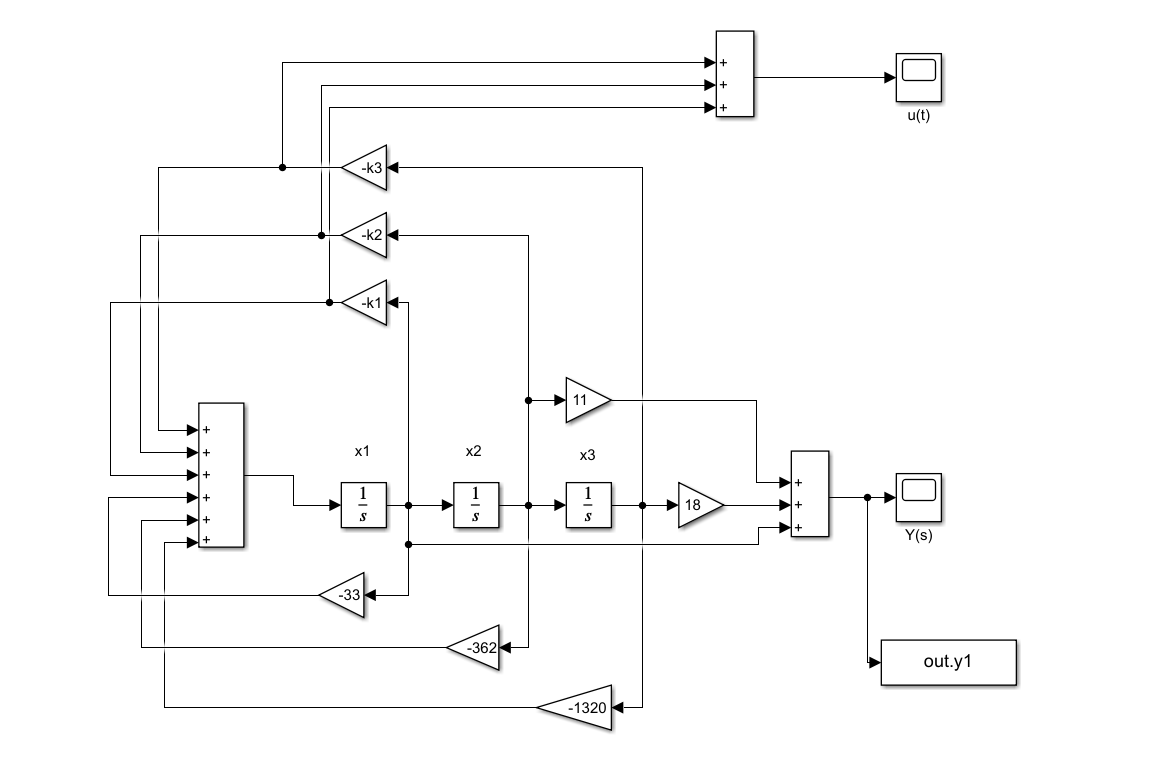 +
+
+
u(t)
-k3
-k2
-k1
11
+
+
+
+
+
+
x1
x2
x3
1
s
1
s
1
s
18
+
+
+
Y(s)
-33
-362
-1320
out.y1